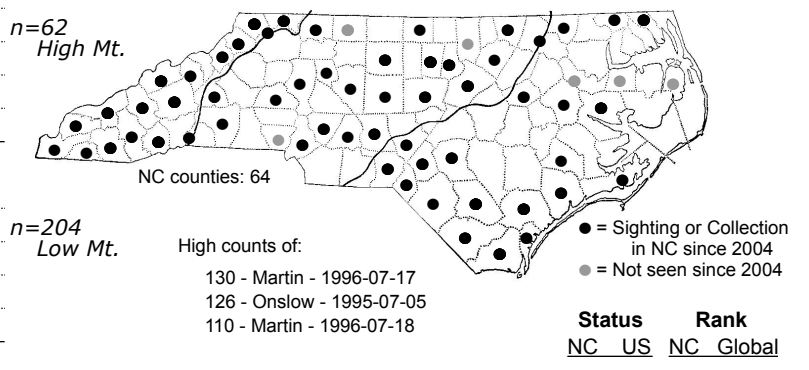 n=62
High Mt.
NC counties: 64
n=204
Low Mt.
High counts of:
130 - Martin - 1996-07-17
126 - Onslow - 1995-07-05
110 - Martin - 1996-07-18
= Sighting or Collection
in NC since 2004
= Not seen since 2004
Status Rank
NC US NC Global